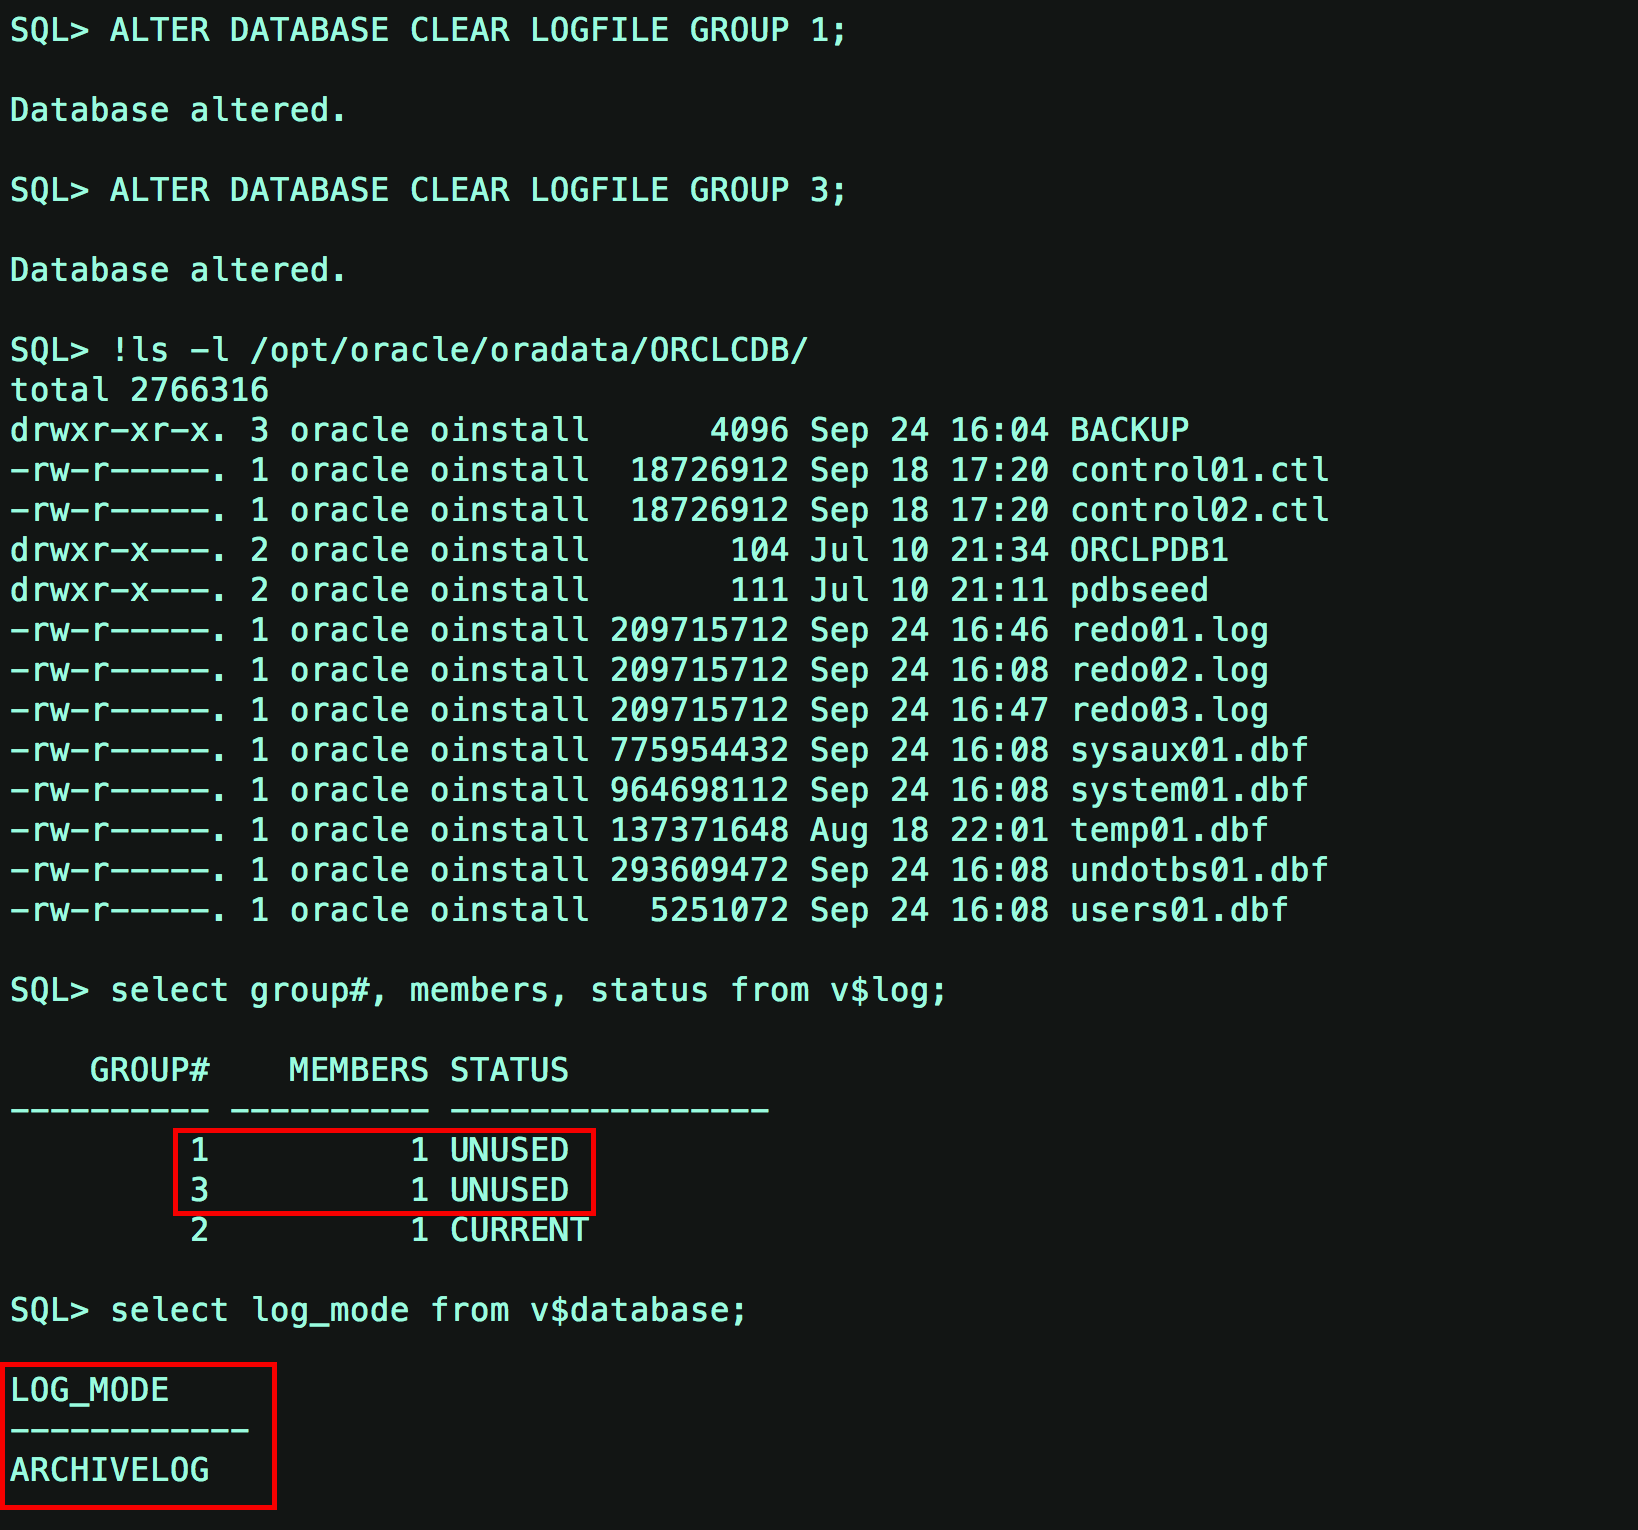 SQL> ALTER DATABASE CLEAR LOGFILE GROUP 1;
Database altered.
SQL> ALTER DATABASE CLEAR LOGFILE GROUP 3;
Database altered.
SQL> !ls -l /opt/oracle/oradata/ORCLCDB/
total 2766316
drwxr-xr-x. 3 oracle oinstall      4096 Sep 24 16:04 BACKUP
-rw-r-----. 1 oracle oinstall  18726912 Sep 18 17:20 control01.ctl
-rw-r-----. 1 oracle oinstall  18726912 Sep 18 17:20 control02.ctl
drwxr-x---. 2 oracle oinstall       104 Jul 10 21:34 ORCLPDB1
drwxr-x---. 2 oracle oinstall       111 Jul 10 21:11 pdbseed
-rw-r-----. 1 oracle oinstall 209715712 Sep 24 16:46 redo01.log
-rw-r-----. 1 oracle oinstall 209715712 Sep 24 16:08 redo02.log
-rw-r-----. 1 oracle oinstall 209715712 Sep 24 16:47 redo03.log
-rw-r-----. 1 oracle oinstall 775954432 Sep 24 16:08 sysaux01.dbf
-rw-r-----. 1 oracle oinstall 964698112 Sep 24 16:08 system01.dbf
-rw-r-----. 1 oracle oinstall 137371648 Aug 18 22:01 temp01.dbf
-rw-r-----. 1 oracle oinstall 293609472 Sep 24 16:08 undotbs01.dbf
-rw-r-----. 1 oracle oinstall   5251072 Sep 24 16:08 users01.dbf
SQL> select group#, members, status from v$log;
    GROUP#    MEMBERS STATUS
---------- ---------- ----------------
         1          1 UNUSED
         3          1 UNUSED
         2          1 CURRENT
SQL> select log_mode from v$database;
LOG_MODE
------------
ARCHIVELOG